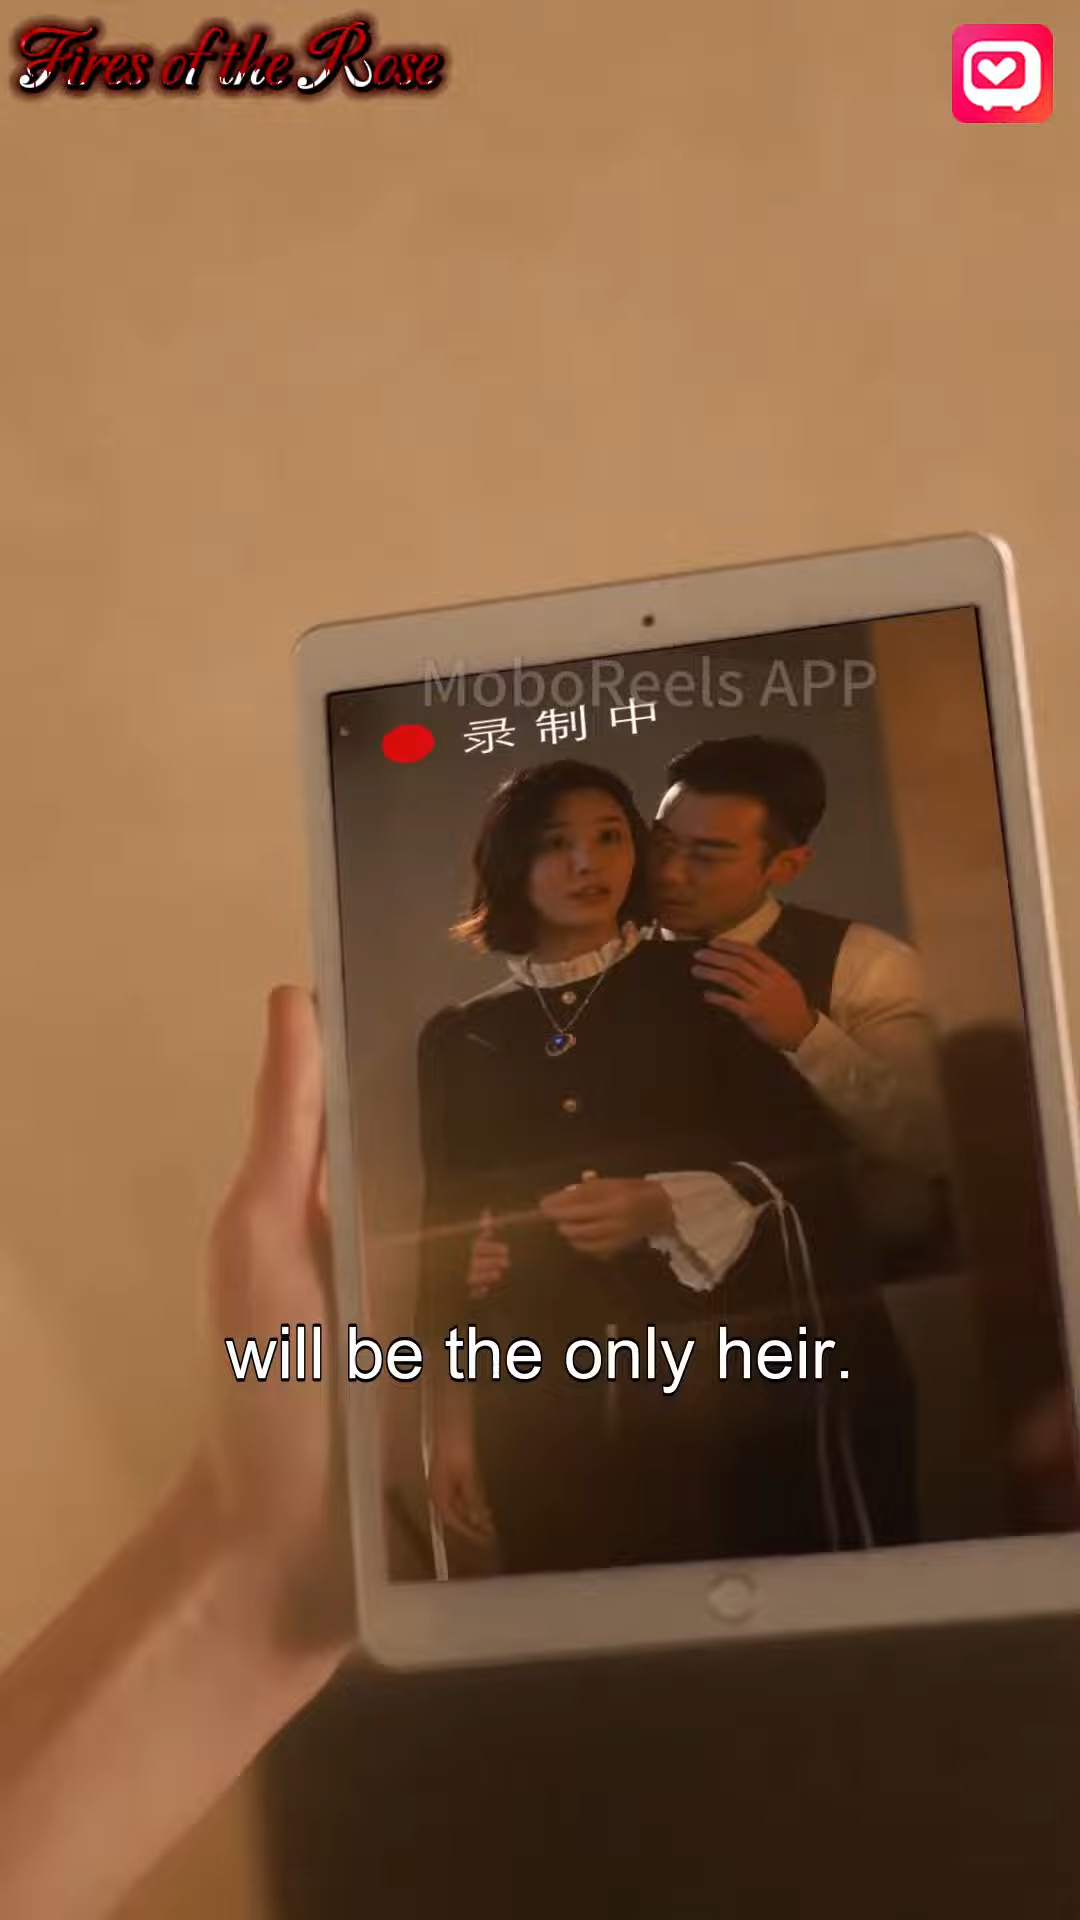 Fires of the Rose
MoboReels APP
录制中
will be the only heir.